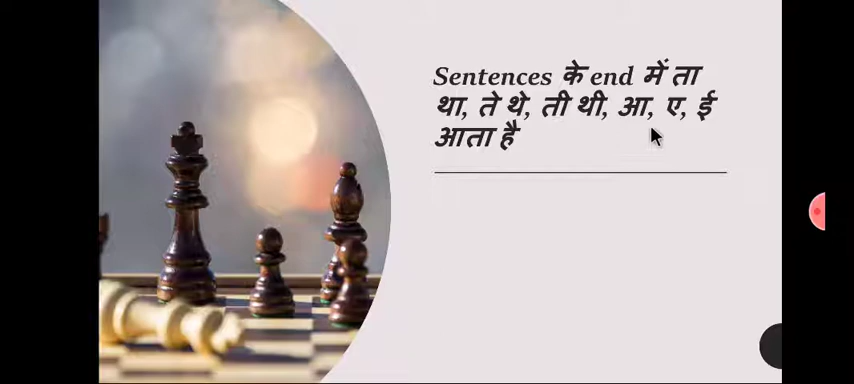 Sentences के end में ता
था, ते थे, ती थी, आ, ए, ई
आता है